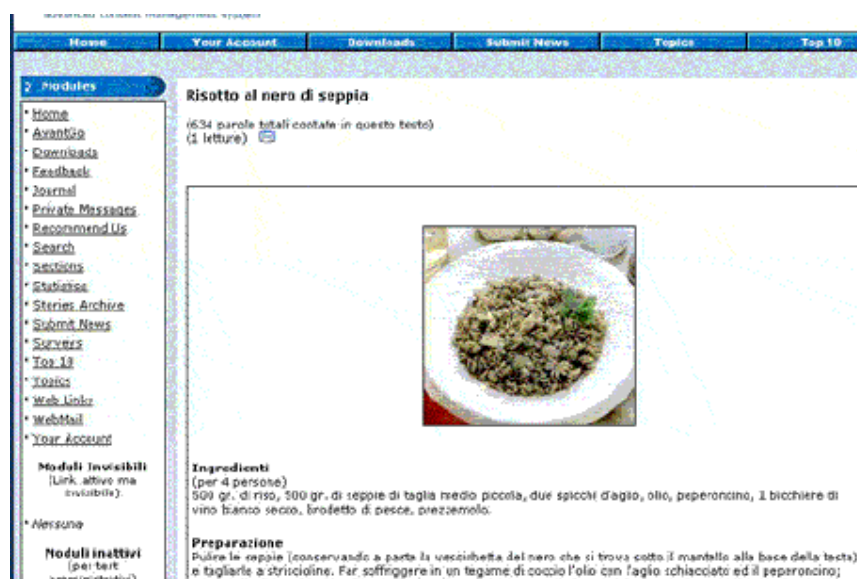 Home Your Account Downloads Submit News Topics Top 10
Modules
Risotto al nero di seppia
(634 parole totali contate in questo testo)
(1 letture)
• Home
• AvantGo
• Downloads
• Feedback
• Journal
• Private Messages
• Recommend Us
• Search
• Sections
• Statistics
• Stories Archive
• Submit News
• Surveys
• Top 10
• Topics
• Web Links
• WebMail
• Your Account
Moduli Invisibili
(Link attivo ma
invisibile)
• Nessuno
Moduli inattivi
(per test
Ingredienti
(per 4 persone)
500 gr. di riso, 500 gr. di seppie di taglia medio piccola, due spicchi d'aglio, olio, peperoncino, 1 bicchiere di
vino bianco secco, brodetto di pesce, prezzemolo.
Preparazione
Pulire le seppie (conservando a parte la vescichetta del nero che si trova sotto il mantello alla base della testa)
e tagliarle a striscioline. Far soffriggere in un tegame di coccio l'olio con l'aglio schiacciato ed il peperoncino;